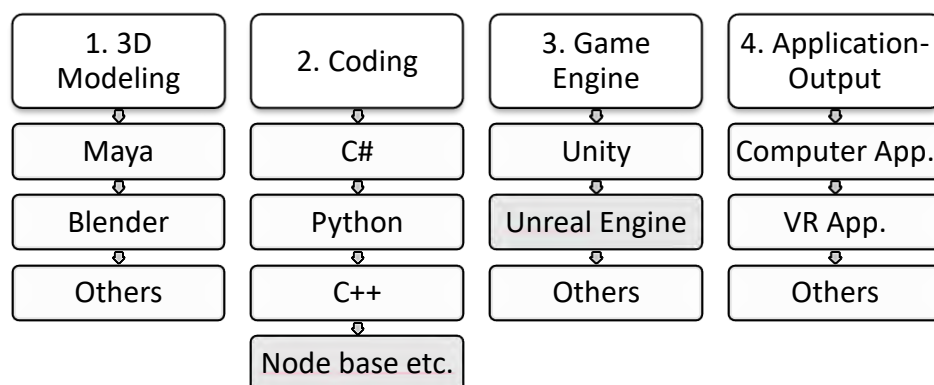 1. 3D
Modeling
Maya
Blender
Others
2. Coding
C#
Python
C++
Node base etc.
3. Game
Engine
Unity
Unreal Engine
Others
4. Application-
Output
Computer App.
VR App.
Others